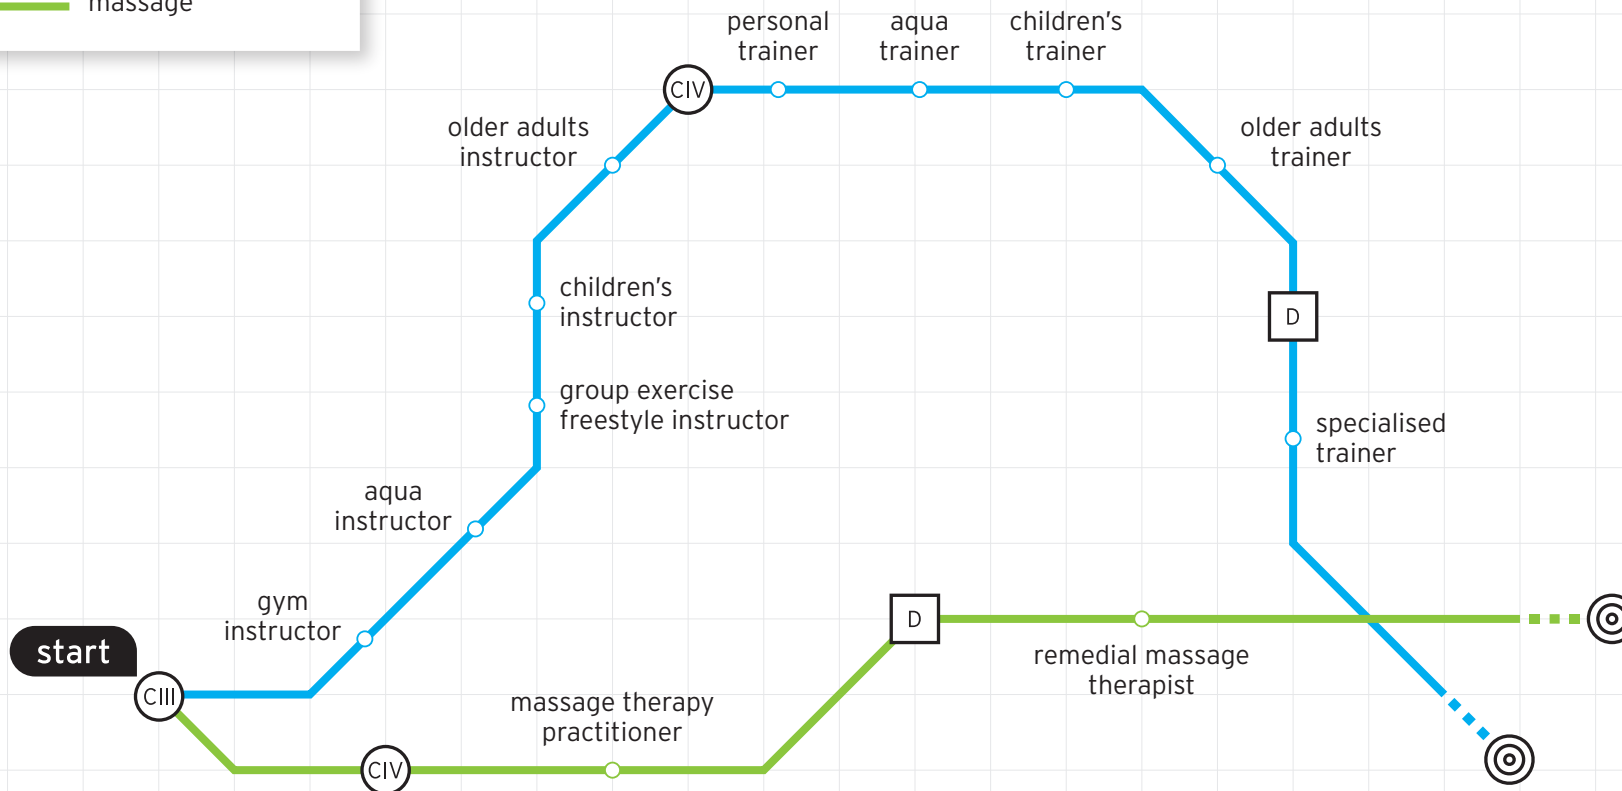 massage
personal
trainer
aqua
trainer
children's
trainer
CIV
older adults
instructor
older adults
trainer
children's
instructor
D
group exercise
freestyle instructor
specialised
trainer
aqua
instructor
gym
instructor
start
CIII
D
remedial massage
therapist
massage therapy
practitioner
CIV